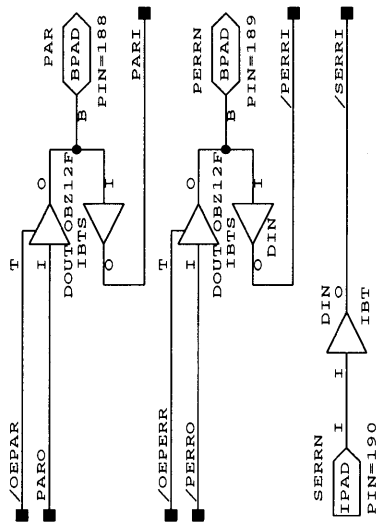 PAR
BPAD
PIN=188
PARI
B
O
I
DOUT OBZ12F
IBTS
T
I
O
/OEPAR
PARO
PERRN
BPAD
PIN=189
/PERRI
B
O
I
DOUT OBZ12F
IBTS
DIN
T
I
O
/OEPERR
/PERRO
/SERRI
DIN
O
IBT
I
I
SERRN
IPAD
PIN=190